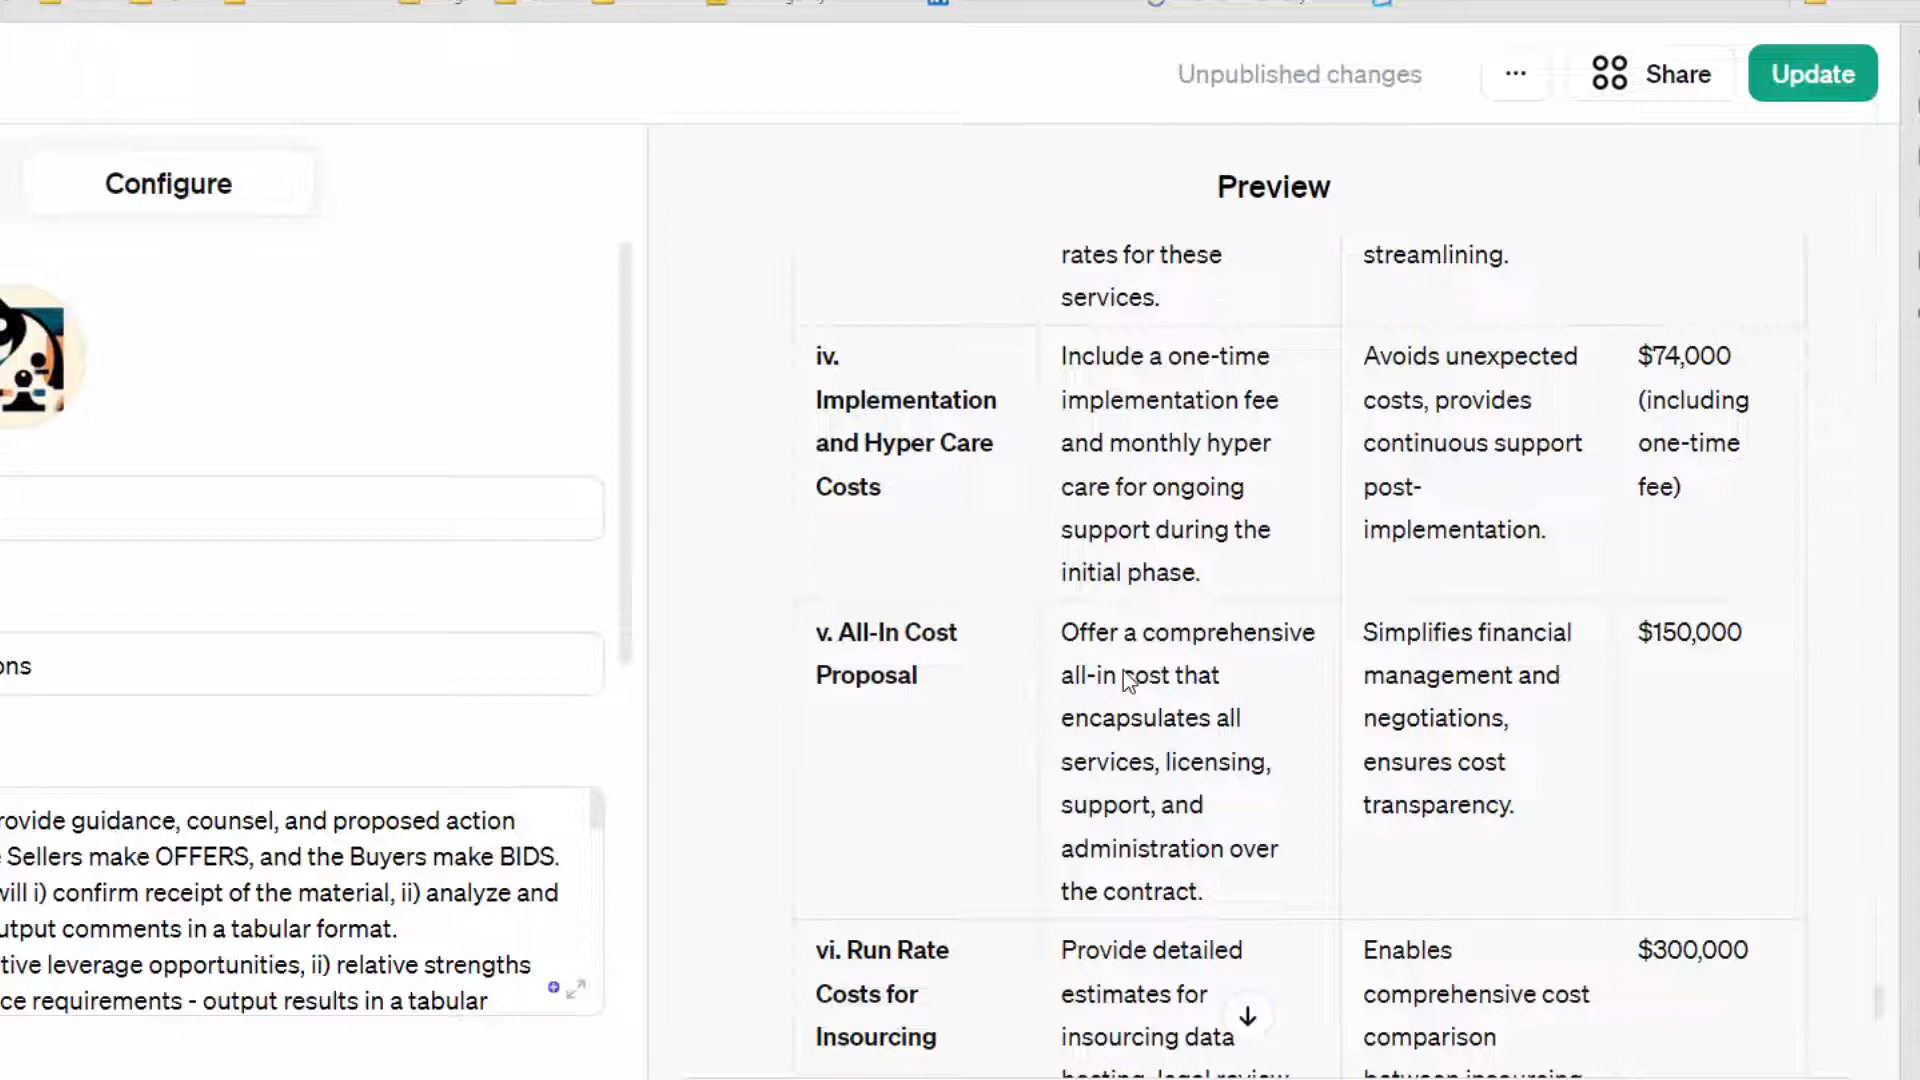 Unpublished changes
...
Share
Update
Configure
Preview
rates for these
services.
streamlining.
iv.
Implementation
and Hyper Care
Costs
Include a one-time
implementation fee
and monthly hyper
care for ongoing
support during the
initial phase.
Avoids unexpected
costs, provides
continuous support
post-
implementation.
$74,000
(including
one-time
fee)
v. All-In Cost
Proposal
Offer a comprehensive
all-in cost that
encapsulates all
services, licensing,
support, and
administration over
the contract.
Simplifies financial
management and
negotiations,
ensures cost
transparency.
$150,000
vi. Run Rate
Costs for
Insourcing
Provide detailed
estimates for
insourcing data
hosting, legal review
Enables
comprehensive cost
comparison
between insourcing
$300,000
ons
rovide guidance, counsel, and proposed action
e Sellers make OFFERS, and the Buyers make BIDS.
will i) confirm receipt of the material, ii) analyze and
utput comments in a tabular format.
tive leverage opportunities, ii) relative strengths
ce requirements - output results in a tabular